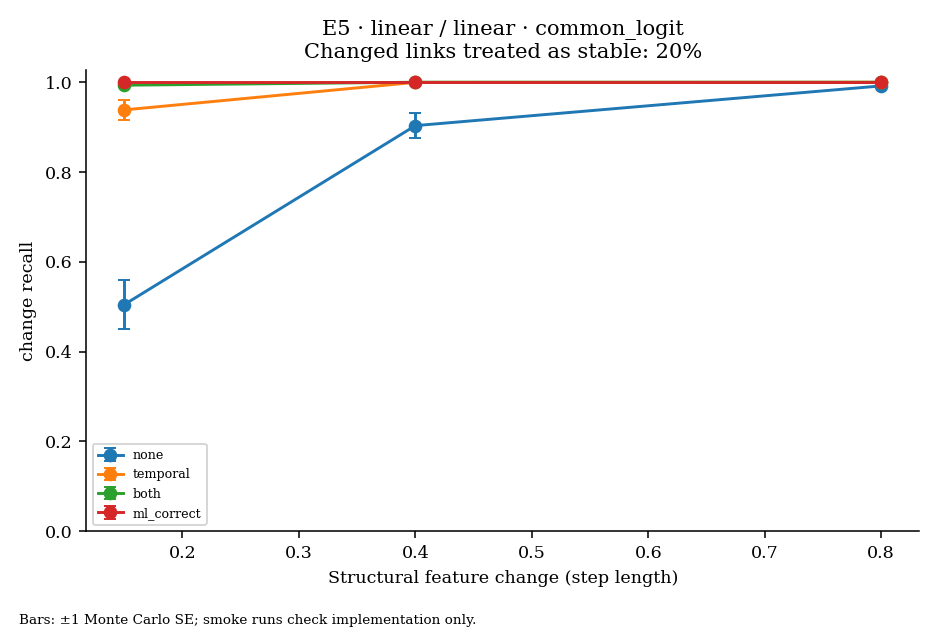 E5 · linear / linear · common_logit
Changed links treated as stable: 20%
change recall
1.0
0.8
0.6
0.4
0.2
0.0
none
temporal
both
ml_correct
0.2 0.3 0.4 0.5 0.6 0.7 0.8
Structural feature change (step length)
Bars: ±1 Monte Carlo SE; smoke runs check implementation only.